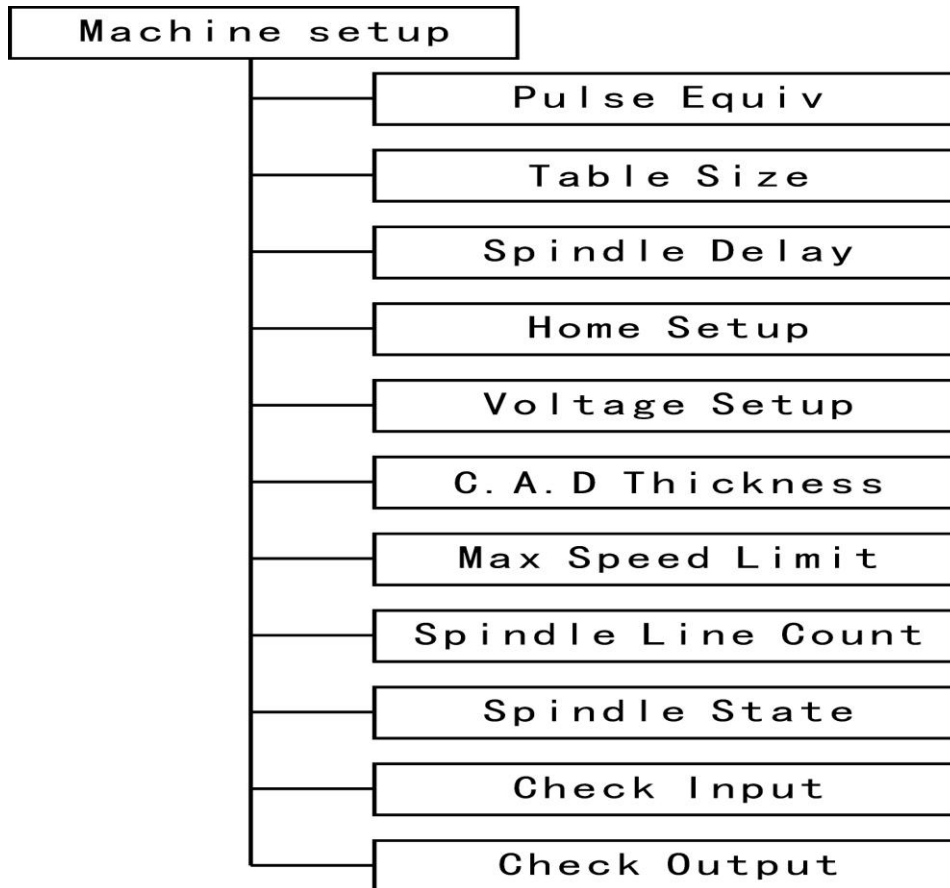 Machine setup
Pulse Equiv
Table Size
Spindle Delay
Home Setup
Voltage Setup
C.A.D Thickness
Max Speed Limit
Spindle Line Count
Spindle State
Check Input
Check Output